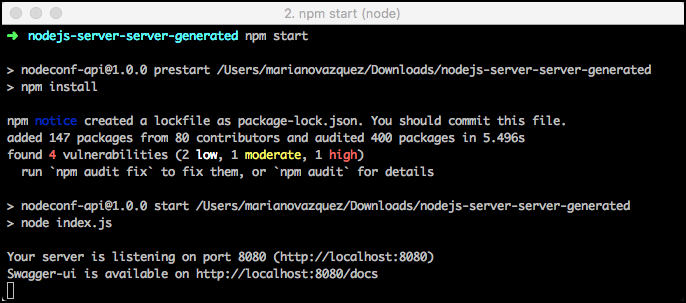 2. npm start (node)
➜ nodejs-server-server-generated npm start
> nodeconf-api@1.0.0 prestart /Users/marianovazquez/Downloads/nodejs-server-server-generated
> npm install
npm notice created a lockfile as package-lock.json. You should commit this file.
added 147 packages from 80 contributors and audited 400 packages in 5.496s
found 4 vulnerabilities (2 low, 1 moderate, 1 high)
run `npm audit fix` to fix them, or `npm audit` for details
> nodeconf-api@1.0.0 start /Users/marianovazquez/Downloads/nodejs-server-server-generated
> node index.js
Your server is listening on port 8080 (http://localhost:8080)
Swagger-ui is available on http://localhost:8080/docs